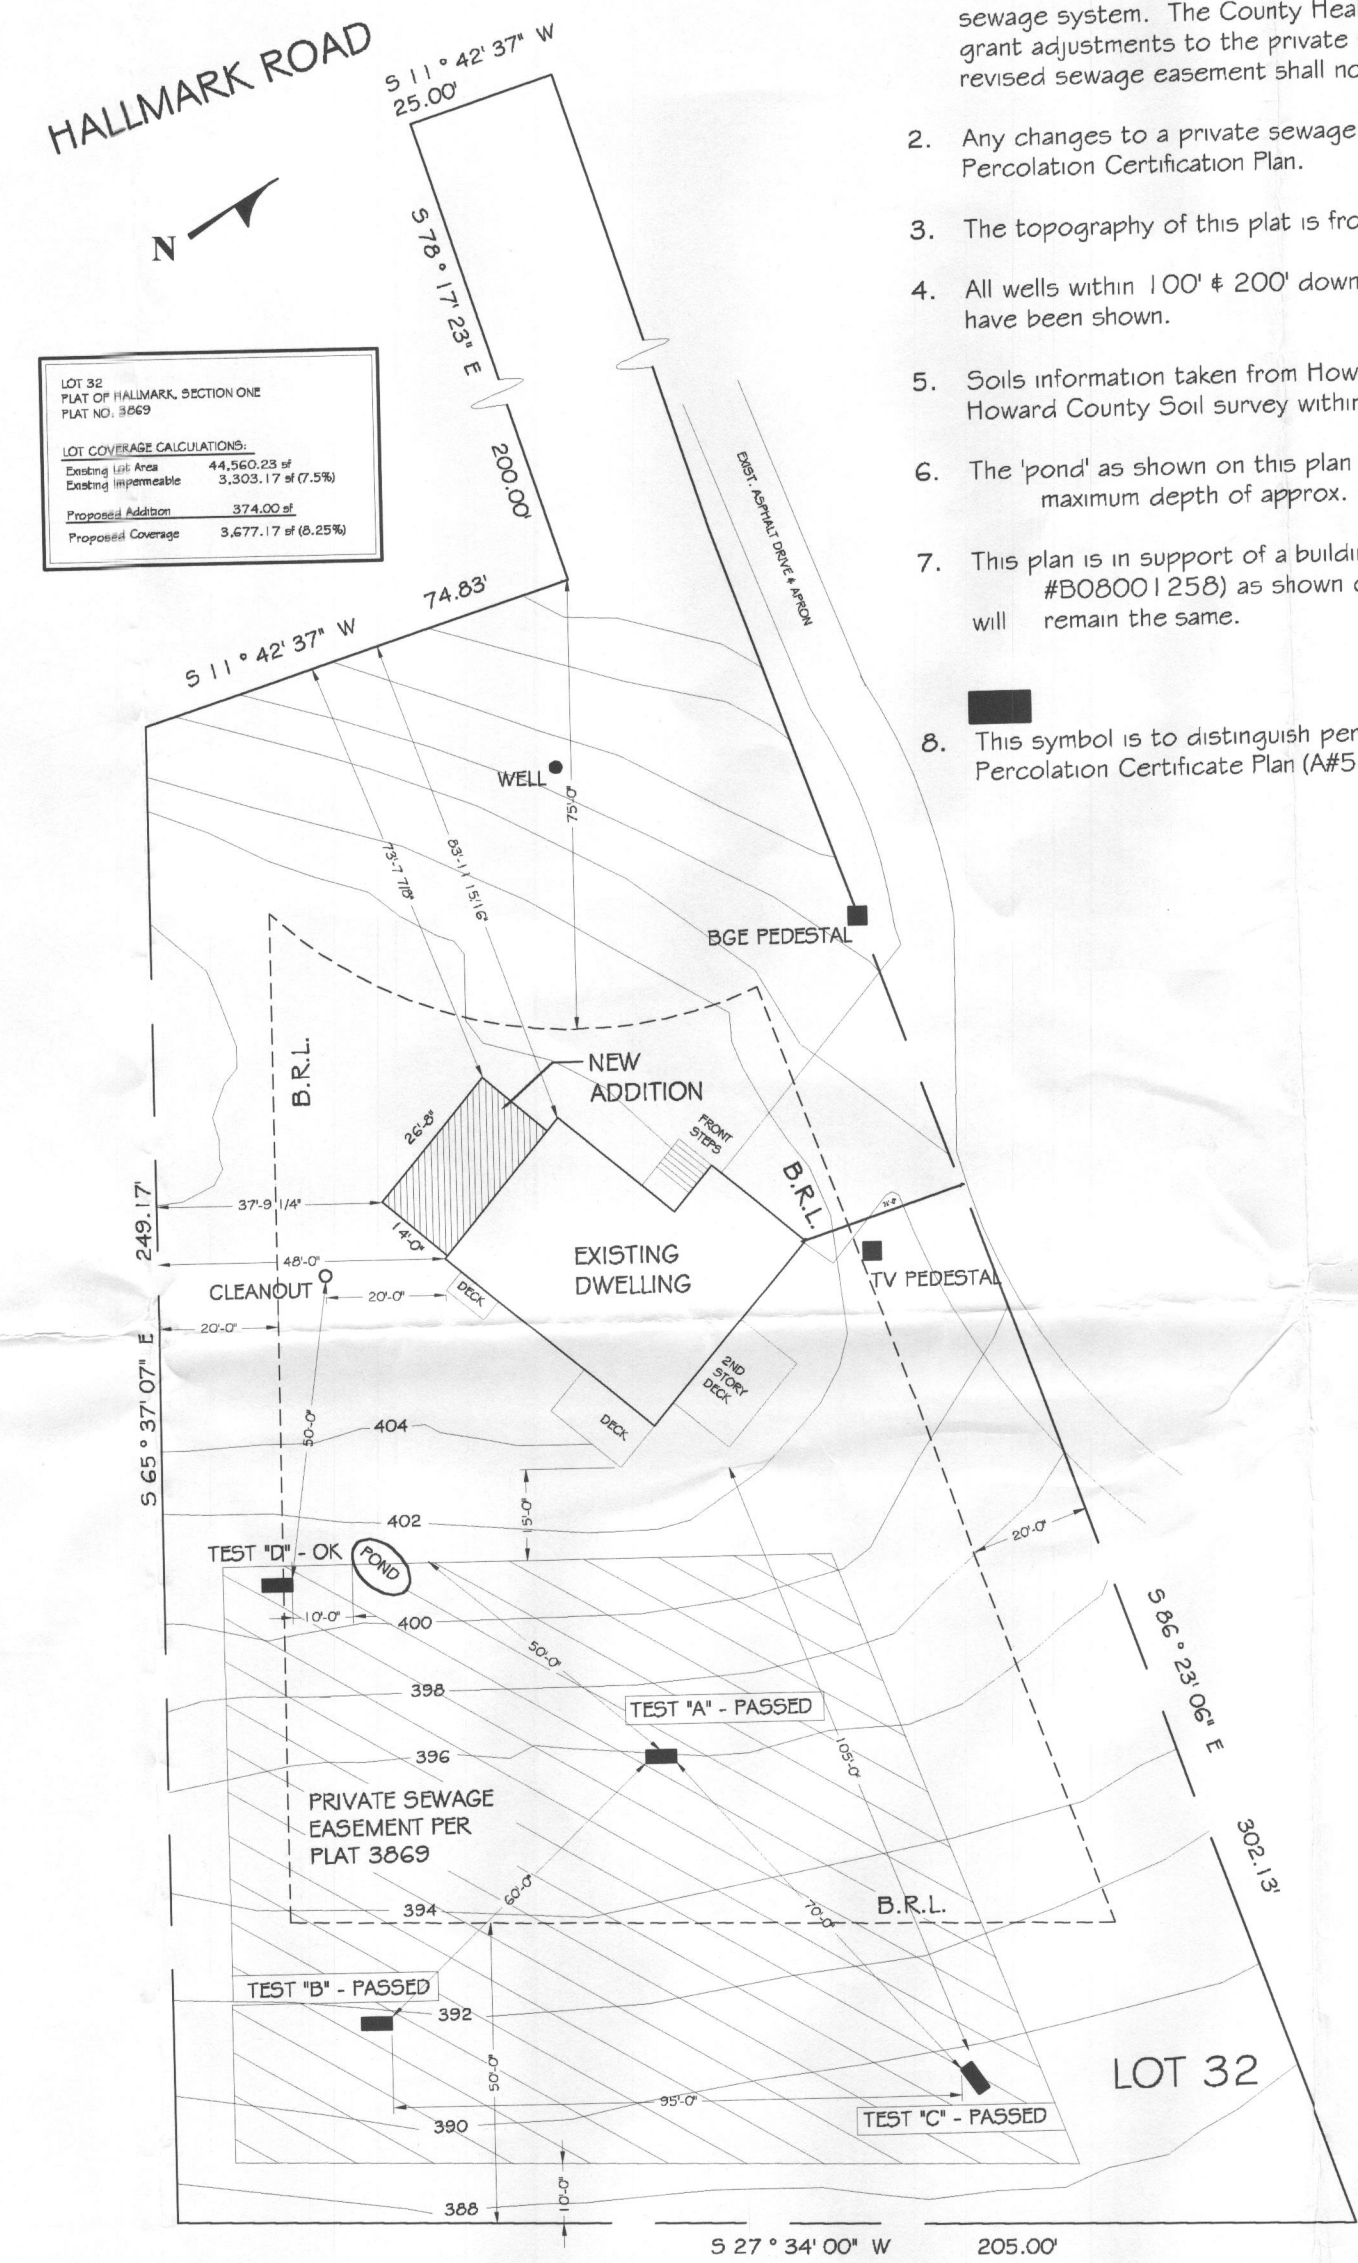 sewage system. The County Hea
grant adjustments to the private
revised sewage easement shall no
2. Any changes to a private sewage
Percolation Certification Plan.
3. The topography of this plat is fro
4. All wells within 100' & 200' down
have been shown.
5. Soils information taken from How
Howard County Soil survey within
6. The 'pond' as shown on this plan
maximum depth of approx.
7. This plan is in support of a buildi
#B08001258) as shown o
will remain the same.
8. This symbol is to distinguish per
Percolation Certificate Plan (A#5
HALLMARK ROAD
S 11° 42' 37" W
25.00'
N
S 78° 17' 23" E
200.00'
LOT 32
PLAT OF HALLMARK, SECTION ONE
PLAT NO. 3869
LOT COVERAGE CALCULATIONS:
Existing Lot Area 44,560.23 sf
Existing Impermeable 3,303.17 sf (7.5%)
Proposed Addition 374.00 sf
Proposed Coverage 3,677.17 sf (8.25%)
EXIST. ASPHALT DRIVE & APRON
74.83'
S 11° 42' 37" W
WELL
75'-0"
73'-7 7/8"
83'-11 15/16"
BGE PEDESTAL
B.R.L.
NEW
ADDITION
26'-8"
FRONT
STEPS
B.R.L.
249.17'
37'-9 1/4"
14'-0"
48'-0"
EXISTING
DWELLING
TV PEDESTAL
CLEANOUT
20'-0"
DECK
20'-0"
S 65° 37' 07" E
2ND
STORY
DECK
DECK
50'-0"
404
15'-0"
402
20'-0"
TEST "D" - OK
POND
10'-0"
400
50'-0"
S 86° 23' 06" E
398
TEST "A" - PASSED
396
105'-0"
PRIVATE SEWAGE
EASEMENT PER
PLAT 3869
302.13'
60'-0"
70'-0"
394
B.R.L.
TEST "B" - PASSED
392
50'-0"
LOT 32
95'-0"
390
TEST "C" - PASSED
10'-0"
388
S 27° 34' 00" W 205.00'